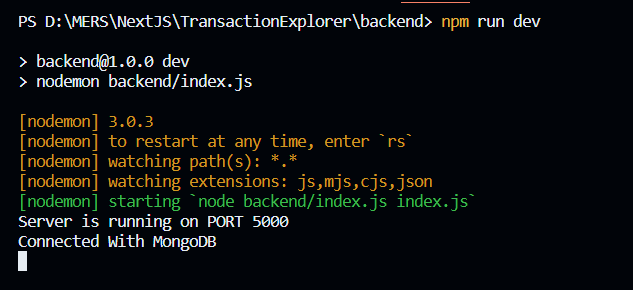 PS D:\MERS\NextJS\TransactionExplorer\backend> npm run dev
> backend@1.0.0 dev
> nodemon backend/index.js
[nodemon] 3.0.3
[nodemon] to restart at any time, enter `rs`
[nodemon] watching path(s): *.*
[nodemon] watching extensions: js,mjs,cjs,json
[nodemon] starting `node backend/index.js index.js`
Server is running on PORT 5000
Connected With MongoDB